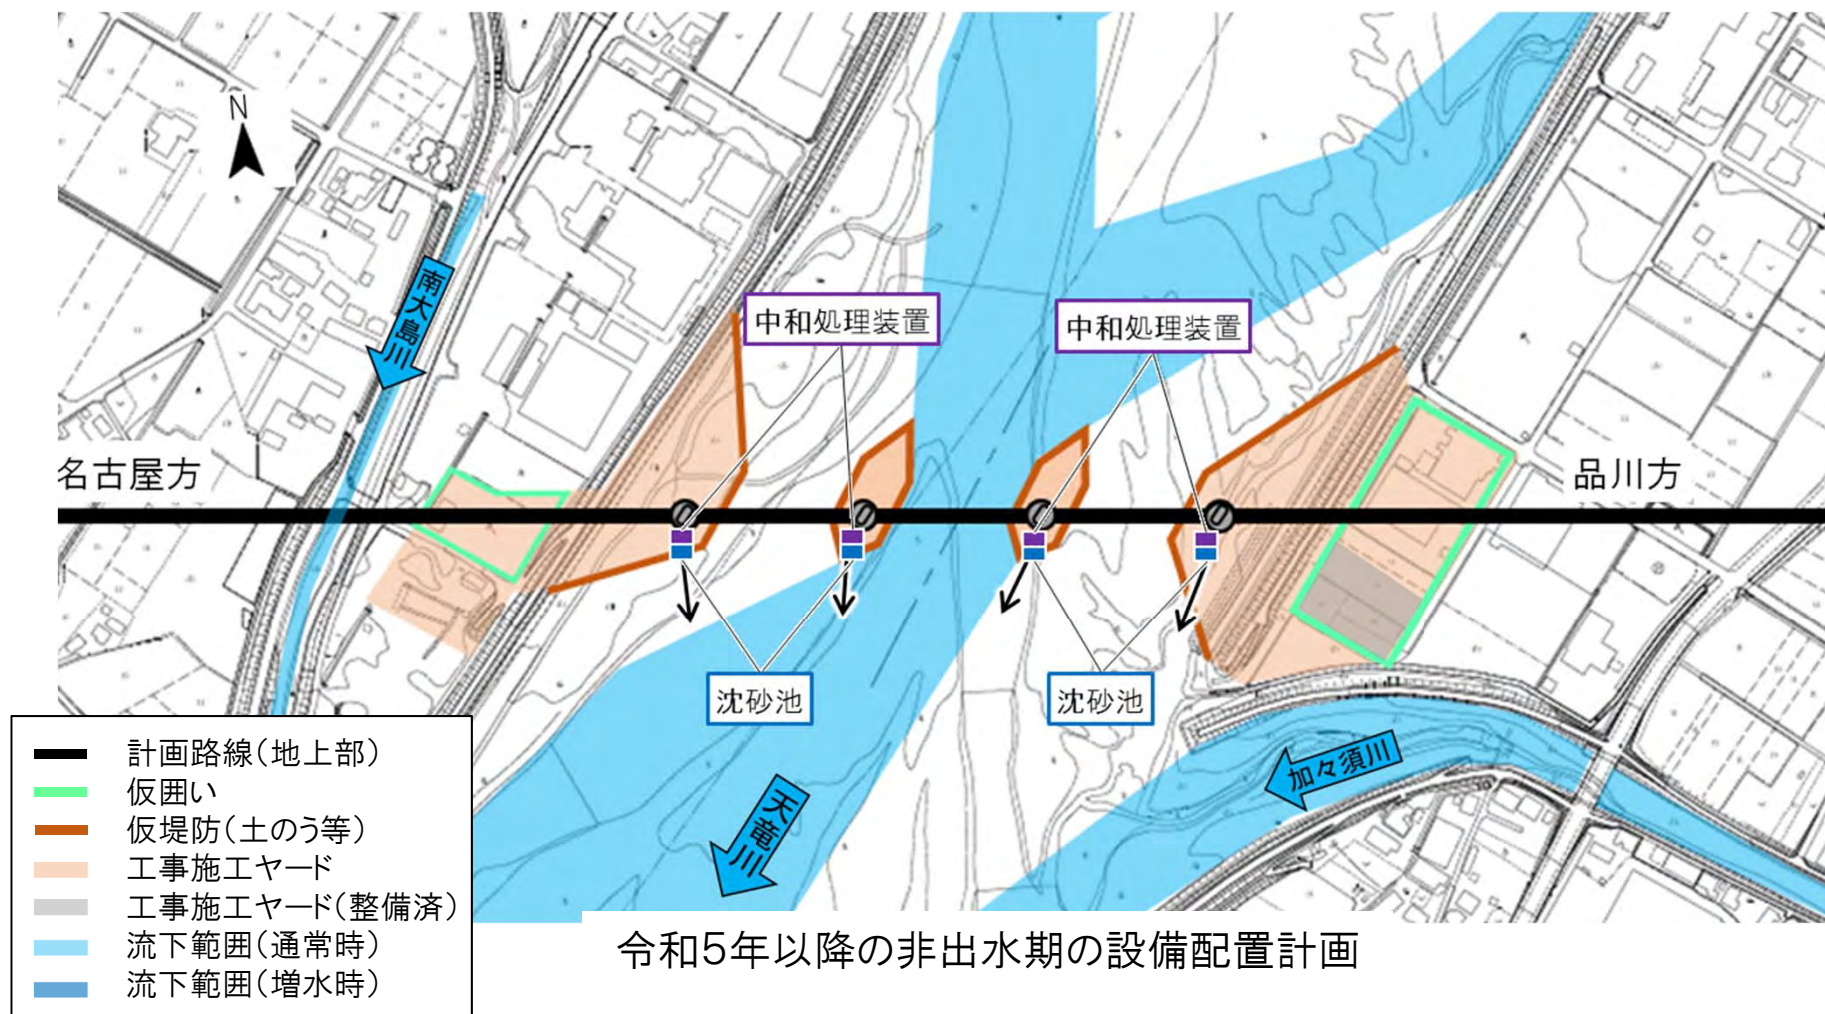 N
南大島川
中和処理装置
中和処理装置
名古屋方
品川方
沈砂池
沈砂池
加々須川
天竜川
計画路線(地上部)
仮囲い
仮堤防(土のう等)
工事施工ヤード
工事施工ヤード(整備済)
流下範囲(通常時)
流下範囲(増水時)
令和5年以降の非出水期の設備配置計画